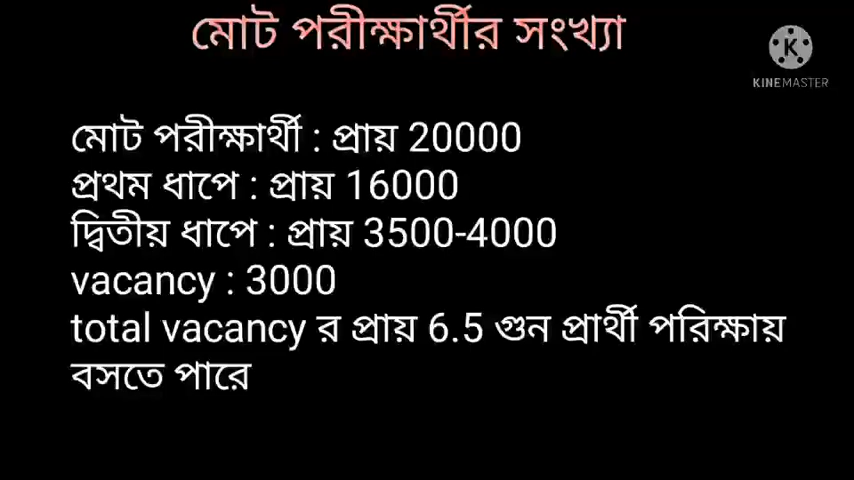 মোট পরীক্ষার্থীর সংখ্যা
KINEMASTER
মোট পরীক্ষার্থী : প্রায় 20000
প্রথম ধাপে : প্রায় 16000
দ্বিতীয় ধাপে : প্রায় 3500-4000
vacancy : 3000
total vacancy র প্রায় 6.5 গুন প্রার্থী পরিক্ষায়
বসতে পারে